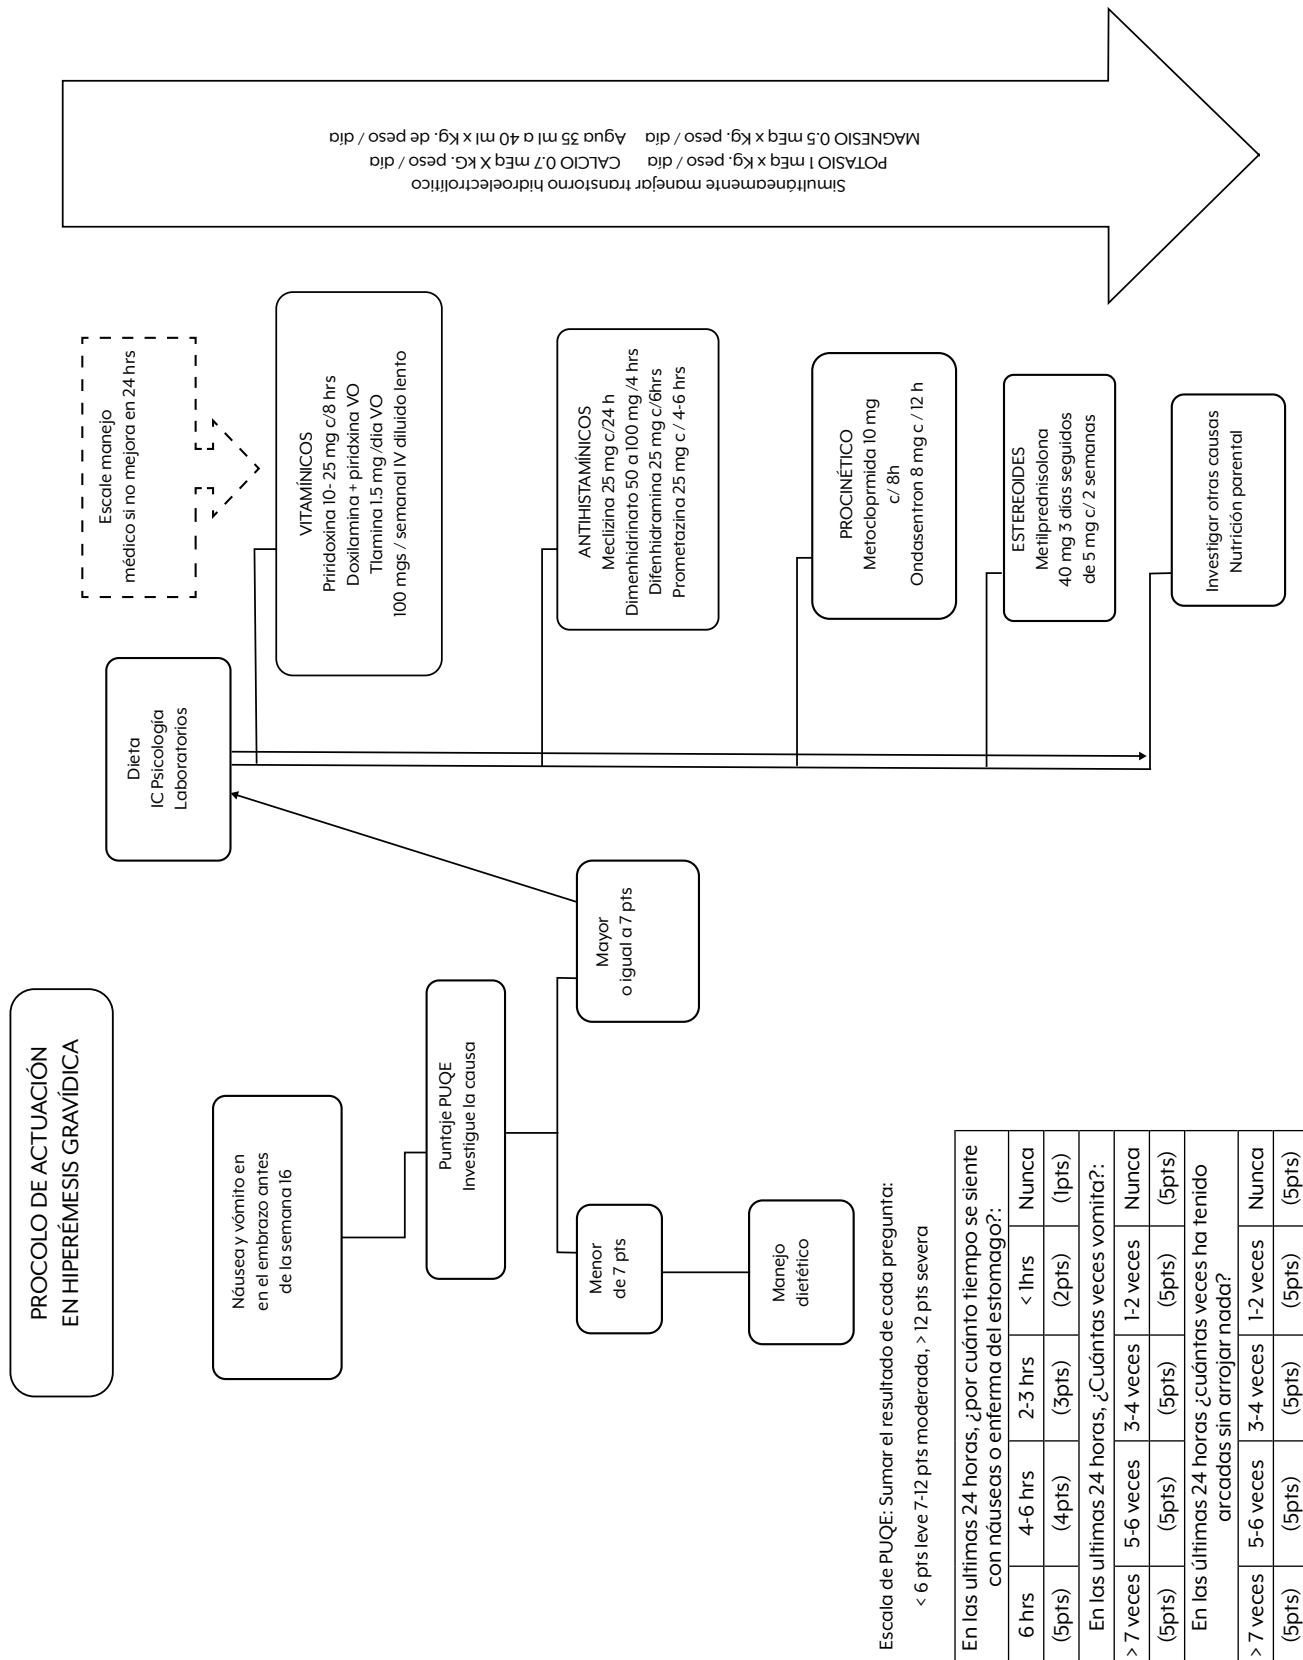 PROCOLO DE ACTUACIÓN
EN HIPERÉMESIS GRAVÍDICA
Náusea y vómito en
en el embrazo antes
de la semana 16
Puntaje PUQE
Investigue la causa
Menor
de 7 pts
Manejo
dietético
Mayor
o igual a 7 pts
Dieta
IC Psicología
Laboratorios
Escale manejo
médico si no mejora en 24 hrs
VITAMÍNICOS
Priridoxina 10- 25 mg c/8 hrs
Doxilamina + piridxina VO
Tiamina 1.5 mg /dia VO
100 mgs / semanal IV diluido lento
ANTIHISTAMÍNICOS
Meclizina 25 mg c/24 h
Dimenhidrinato 50 a 100 mg /4 hrs
Difenhidramina 25 mg c/6hrs
Prometazina 25 mg c / 4-6 hrs
PROCINÉTICO
Metocloprmida 10 mg
c/ 8h
Ondasentron 8 mg c / 12 h
ESTEREOIDES
Metilprednisolona
40 mg 3 días seguidos
de 5 mg c/ 2 semanas
Investigar otras causas
Nutrición parental
Simultáneamente manejar transtorno hidroelectrolítico
POTASIO 1 mEq x Kg. peso / día CALCIO 0.7 mEq X KG. peso / día
MAGNESIO 0.5 mEq x Kg. peso / día Agua 35 ml a 40 ml x Kg. de peso / día
Escala de PUQE: Sumar el resultado de cada pregunta:
< 6 pts leve 7-12 pts moderada, > 12 pts severa
En las ultimas 24 horas, ¿por cuánto tiempo se siente
con náuseas o enferma del estomago?:
6 hrs 4-6 hrs 2-3 hrs < 1hrs Nunca
(5pts) (4pts) (3pts) (2pts) (1pts)
En las ultimas 24 horas, ¿Cuántas veces vomita?:
> 7 veces 5-6 veces 3-4 veces 1-2 veces Nunca
(5pts) (5pts) (5pts) (5pts) (5pts)
En las últimas 24 horas ¿cuántas veces ha tenido
arcadas sin arrojar nada?
> 7 veces 5-6 veces 3-4 veces 1-2 veces Nunca
(5pts) (5pts) (5pts) (5pts) (5pts)